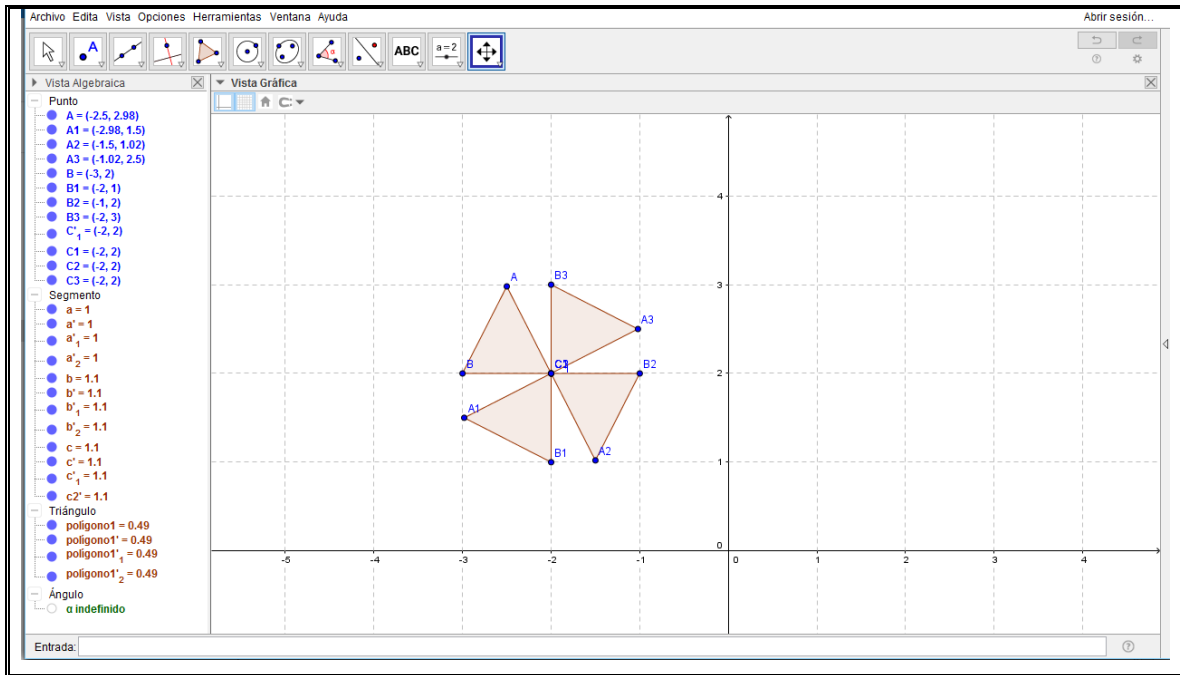 Archivo Edita Vista Opciones Herramientas Ventana Ayuda
Abrir sesión...
A
α
ABC
a=2
Vista Algebraica
Vista Gráfica
Punto
A = (-2.5, 2.98)
A1 = (-2.98, 1.5)
A2 = (-1.5, 1.02)
A3 = (-1.02, 2.5)
B = (-3, 2)
B1 = (-2, 1)
B2 = (-1, 2)
B3 = (-2, 3)
C'1 = (-2, 2)
C1 = (-2, 2)
C2 = (-2, 2)
C3 = (-2, 2)
Segmento
a = 1
a' = 1
a'1 = 1
a'2 = 1
b = 1.1
b' = 1.1
b'1 = 1.1
b'2 = 1.1
c = 1.1
c' = 1.1
c'1 = 1.1
c2' = 1.1
Triángulo
poligono1 = 0.49
poligono1' = 0.49
poligono1'1 = 0.49
poligono1'2 = 0.49
Ángulo
α indefinido
4
A
B3
3
A3
B
B2
2
A1
B1
A2
1
0
-5 -4 -3 -2 -1 0 1 2 3 4
Entrada: